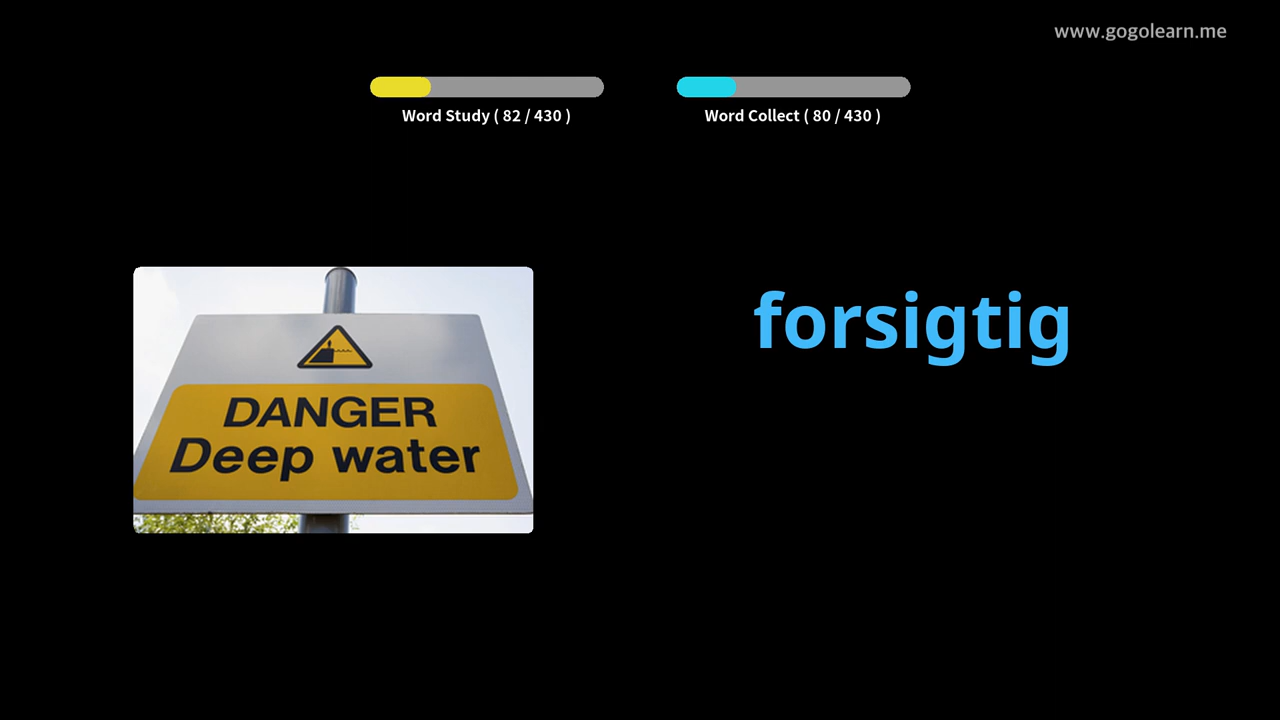 www.gogolearn.me
Word Study ( 82 / 430 )
Word Collect ( 80 / 430 )
DANGER
Deep water
forsigtig